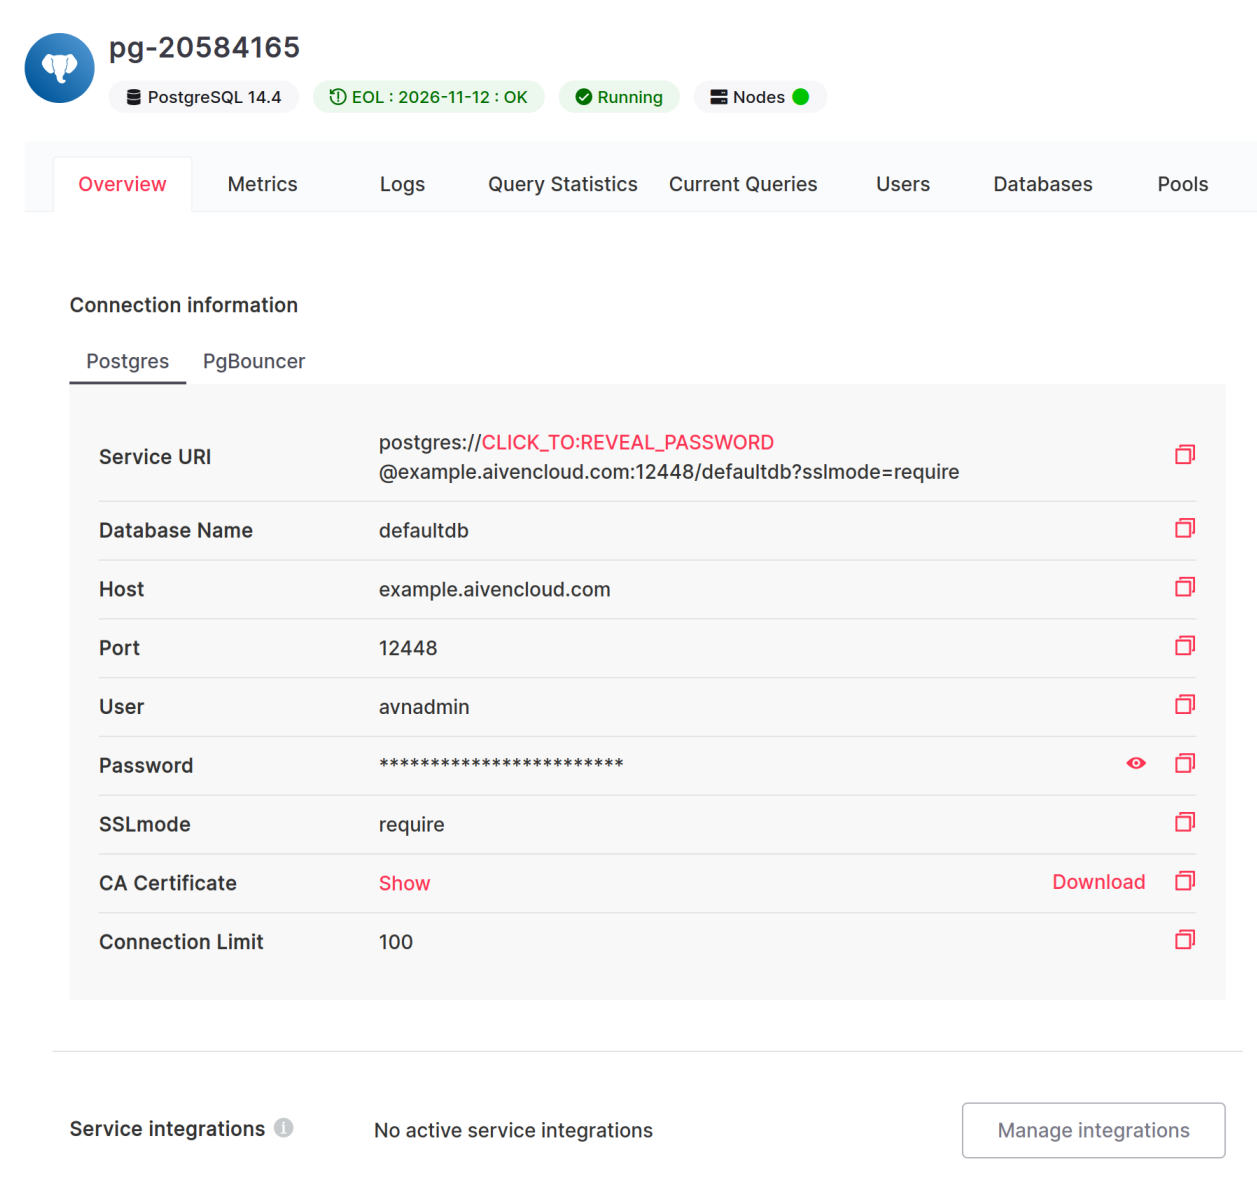 pg-20584165
PostgreSQL 14.4 EOL : 2026-11-12 : OK Running Nodes
Overview Metrics Logs Query Statistics Current Queries Users Databases Pools
Connection information
Postgres PgBouncer
Service URI postgres://CLICK_TO:REVEAL_PASSWORD
@example.aivencloud.com:12448/defaultdb?sslmode=require
Database Name defaultdb
Host example.aivencloud.com
Port 12448
User avnadmin
Password ************************
SSLmode require
CA Certificate Show Download
Connection Limit 100
Service integrations No active service integrations Manage integrations